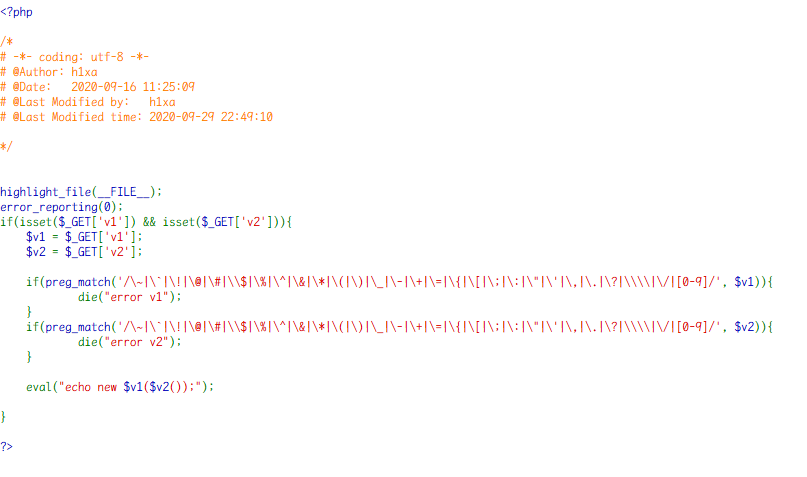 <?php
/*
# -*- coding: utf-8 -*-
# @Author: h1xa
# @Date:   2020-09-16 11:25:09
# @Last Modified by:   h1xa
# @Last Modified time: 2020-09-29 22:49:10
*/
highlight_file(__FILE__);
error_reporting(0);
if(isset($_GET['v1']) && isset($_GET['v2'])){
    $v1 = $_GET['v1'];
    $v2 = $_GET['v2'];
    if(preg_match('/\~|\`|\!|\@|\#|\\$|\%|\^|\&|\*|\(|\)|\_|\-|\+|\=|\{|\[|\;|\:|\"|\'|\,|\.|\?|\\\\|\/|[0-9]/', $v1)){
            die("error v1");
    }
    if(preg_match('/\~|\`|\!|\@|\#|\\$|\%|\^|\&|\*|\(|\)|\_|\-|\+|\=|\{|\[|\;|\:|\"|\'|\,|\.|\?|\\\\|\/|[0-9]/', $v2)){
            die("error v2");
    }
    eval("echo new $v1($v2());");
}
?>